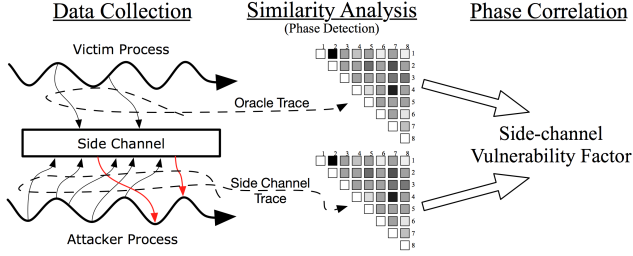 Data Collection
Similarity Analysis
(Phase Detection)
Phase Correlation
Victim Process
Oracle Trace
Side Channel
Side Channel
Trace
Attacker Process
1 2 3 4 5 6 7 8
1
2
3
4
5
6
7
8
1 2 3 4 5 6 7 8
1
2
3
4
5
6
7
8
Side-channel
Vulnerability Factor